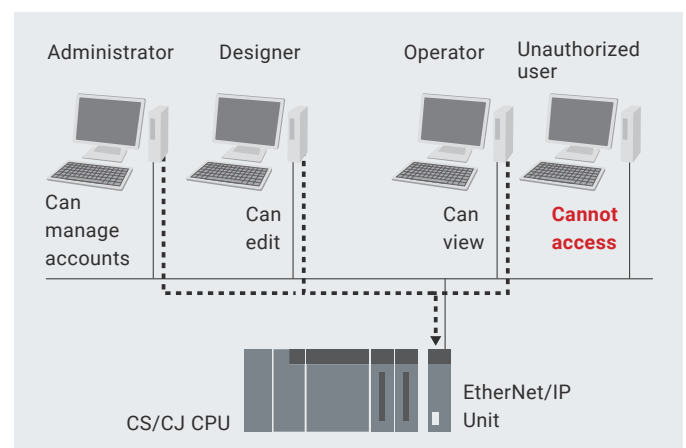 Administrator
Designer
Operator
Unauthorized
user
Can
manage
accounts
Can
edit
Can
view
Cannot
access
CS/CJ CPU
EtherNet/IP
Unit